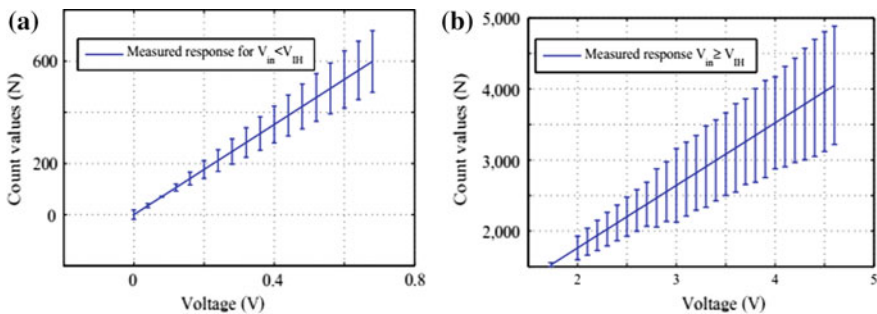 (a)
Measured response for V_in<V_IH
Count values (N)
600
200
0
0
0.4
0.8
Voltage (V)
(b)
5,000
Measured response V_in≥ V_IH
Count values (N)
4,000
3,000
2,000
2
3
4
5
Voltage (V)